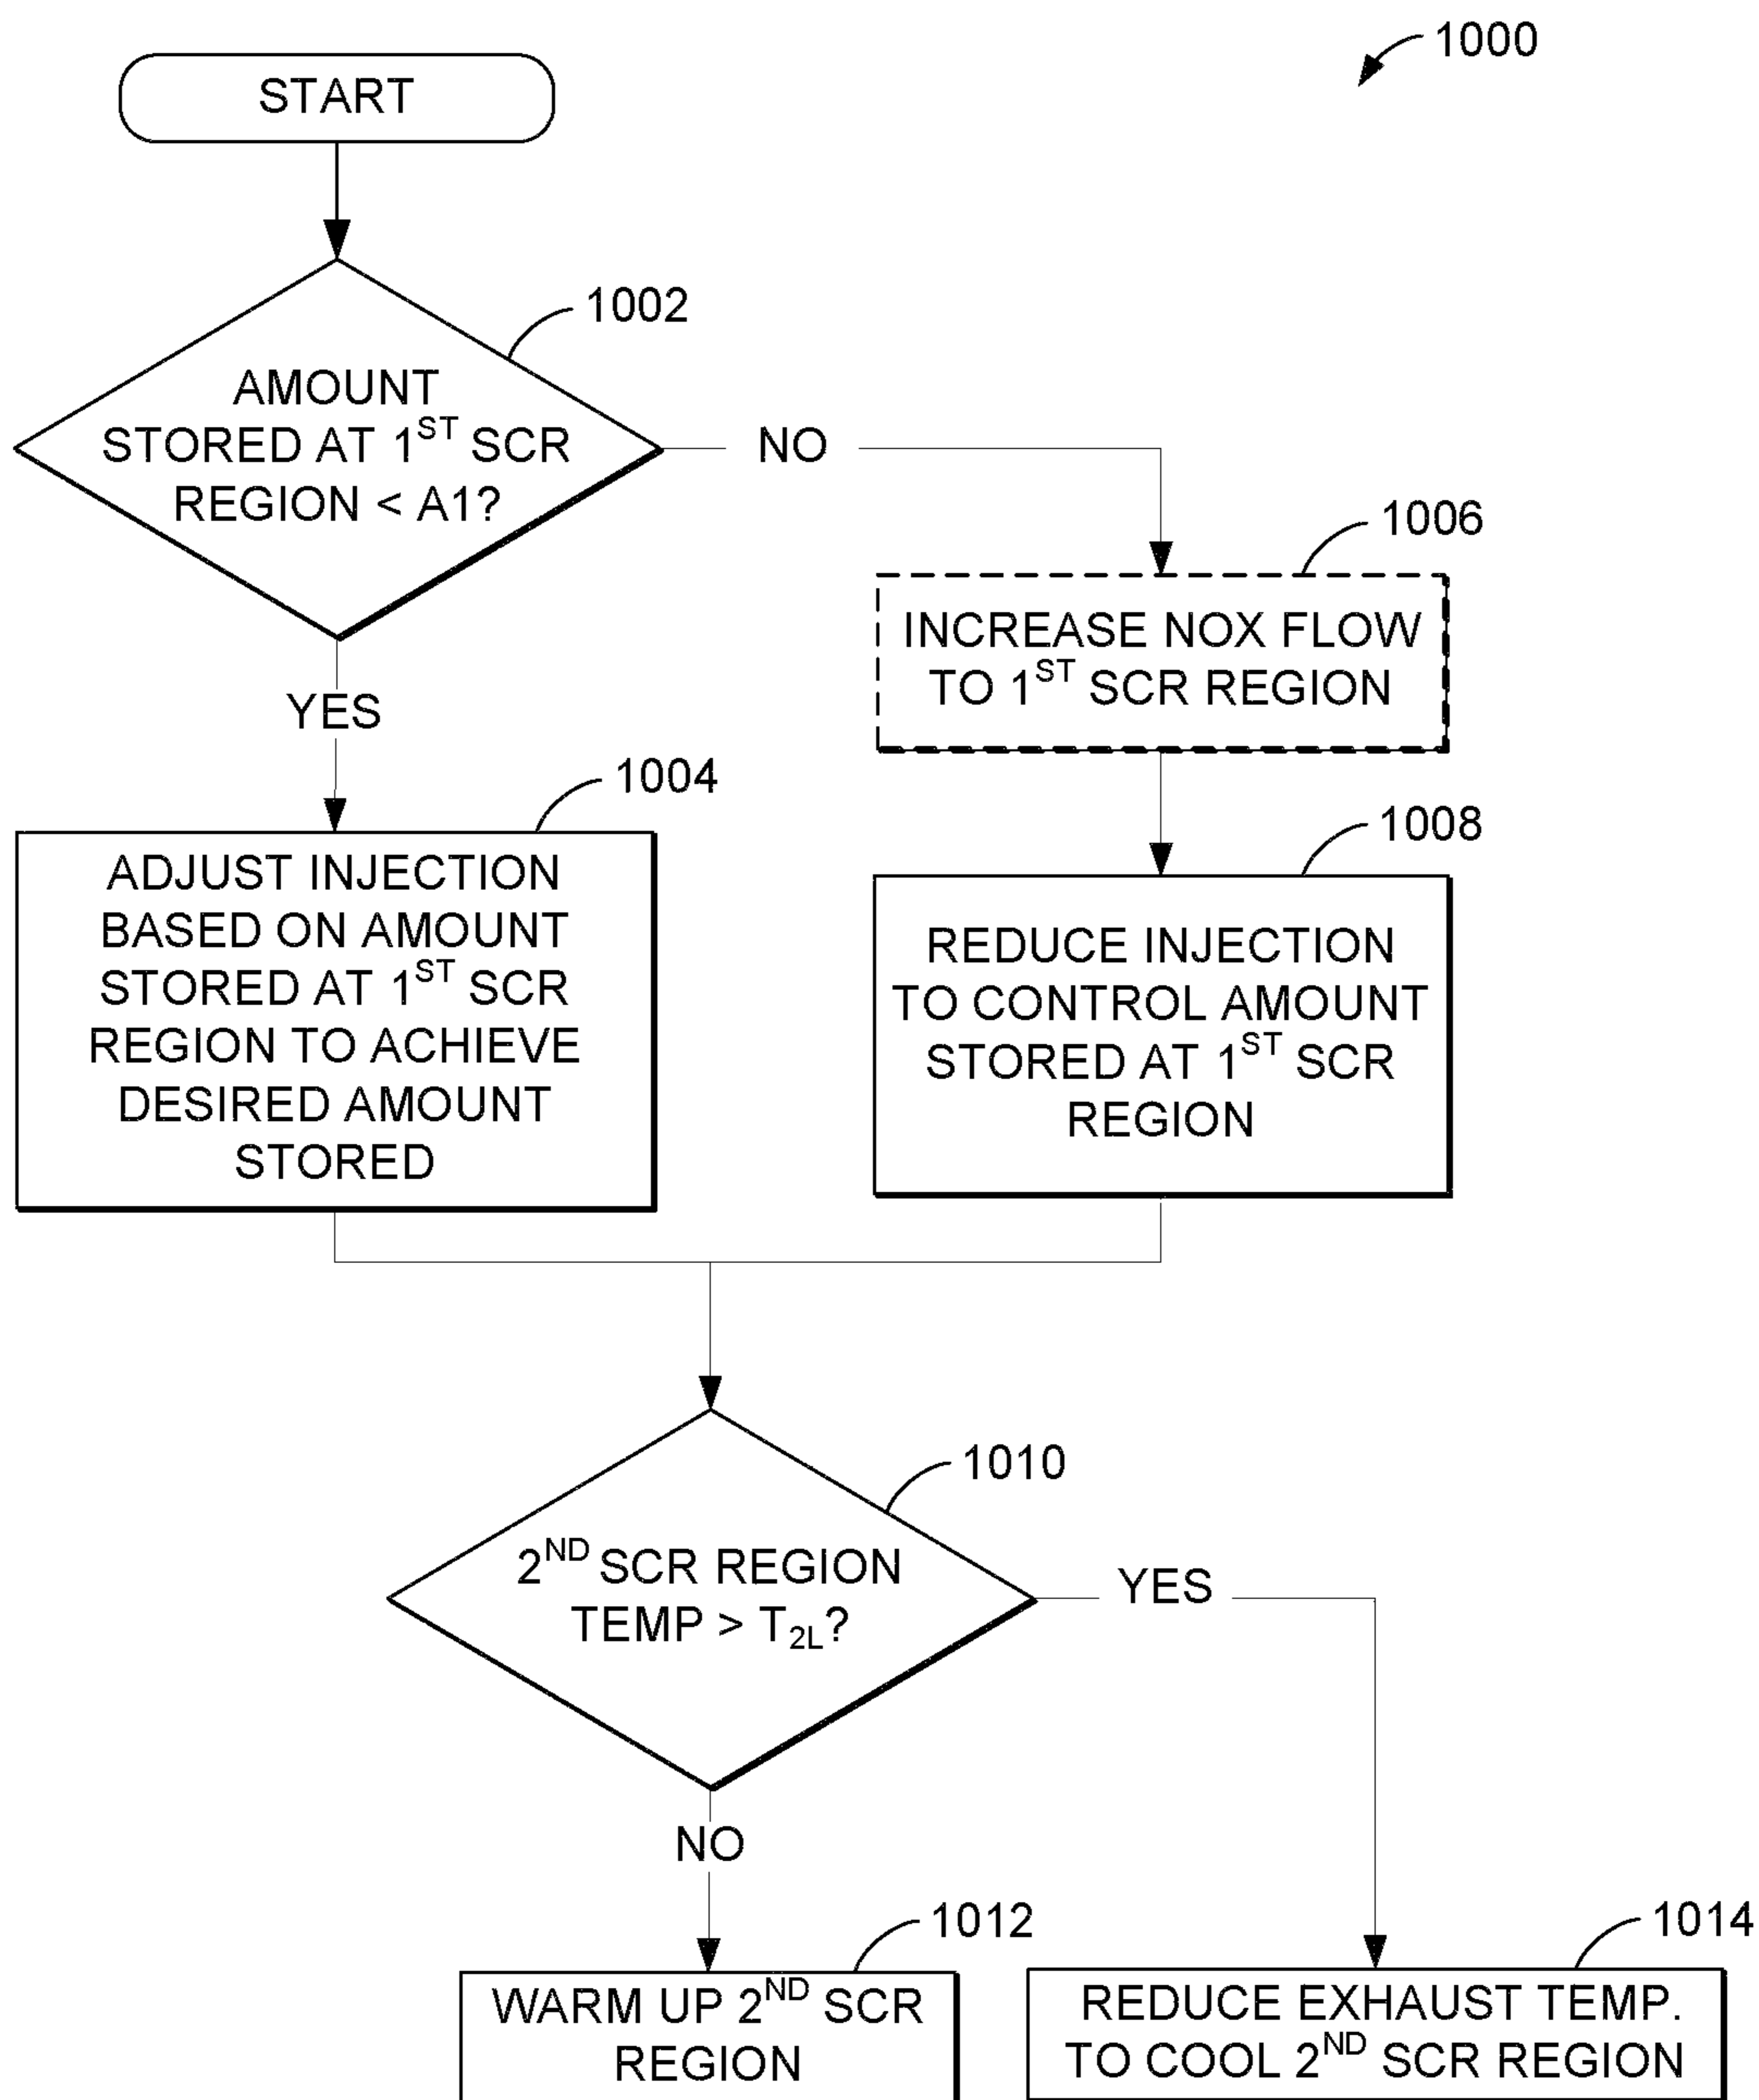 1000
START
1002
AMOUNT
STORED AT 1ST SCR
REGION < A1?
NO
YES
1006
INCREASE NOX FLOW
TO 1ST SCR REGION
1004
ADJUST INJECTION
BASED ON AMOUNT
STORED AT 1ST SCR
REGION TO ACHIEVE
DESIRED AMOUNT
STORED
1008
REDUCE INJECTION
TO CONTROL AMOUNT
STORED AT 1ST SCR
REGION
1010
2ND SCR REGION
TEMP > T2L?
YES
NO
1012
WARM UP 2ND SCR
REGION
1014
REDUCE EXHAUST TEMP.
TO COOL 2ND SCR REGION